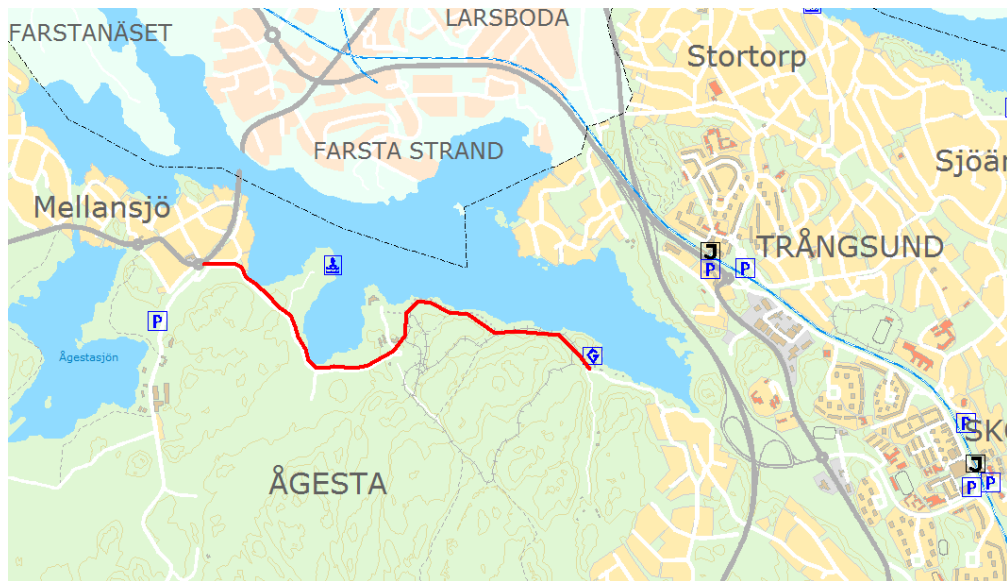 FARSTANÄSET
LARSBODA
Stortorp
FARSTA STRAND
Sjöär
Mellansjö
TRÅNGSUND
J
P
P
P
Ågestasjön
G
P
SKO
J
P
P
ÅGESTA